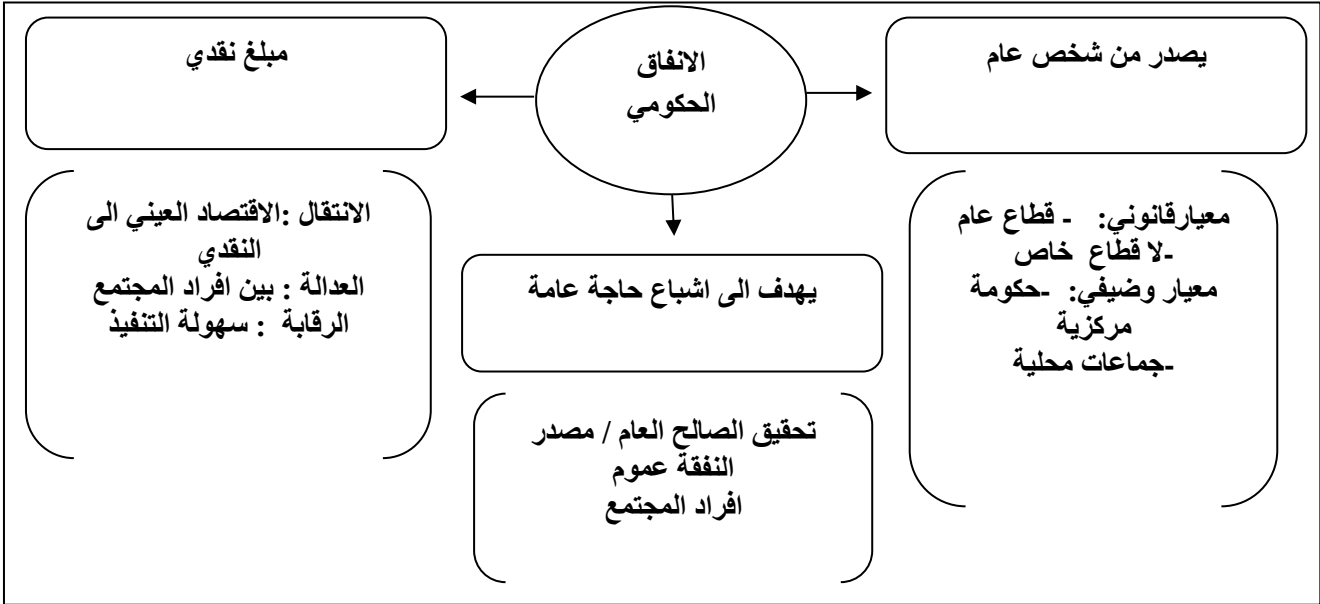 الانفاق
الحكومي
يصدر من شخص عام
معيارقانوني: - قطاع عام
-لا قطاع خاص
معيار وضيفي: -حكومة
مركزية
-جماعات محلية
يهدف الى اشباع حاجة عامة
تحقيق الصالح العام / مصدر
النفقة عموم
افراد المجتمع
مبلغ نقدي
الانتقال :الاقتصاد العيني الى
النقدي
العدالة : بين افراد المجتمع
الرقابة : سهولة التنفيذ